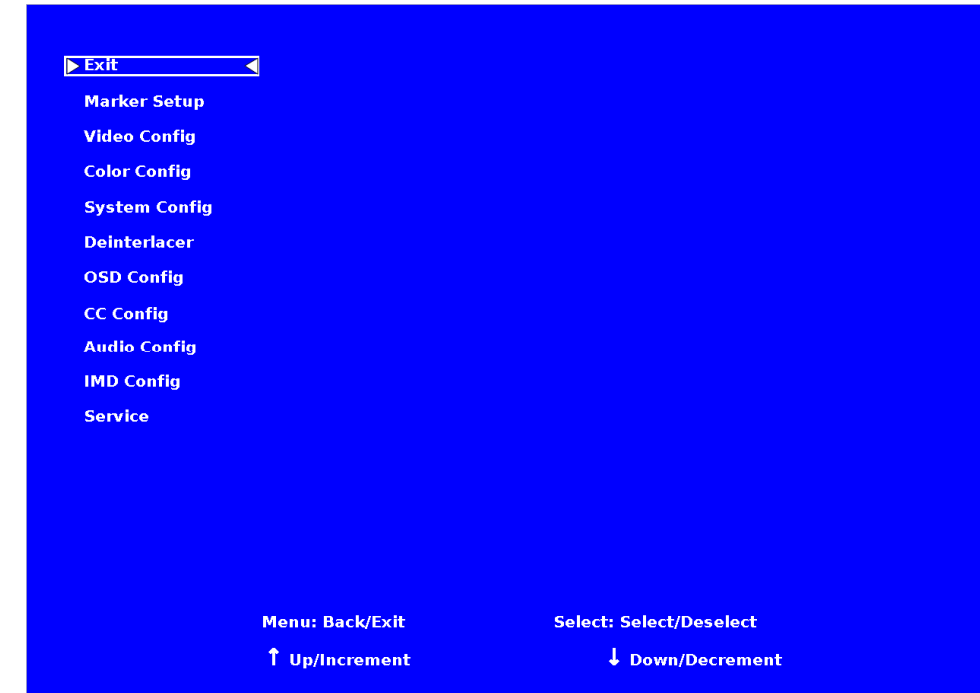 Exit
Marker Setup
Video Config
Color Config
System Config
Deinterlacer
OSD Config
CC Config
Audio Config
IMD Config
Service
Menu: Back/Exit Select: Select/Deselect
↑ Up/Increment ↓ Down/Decrement